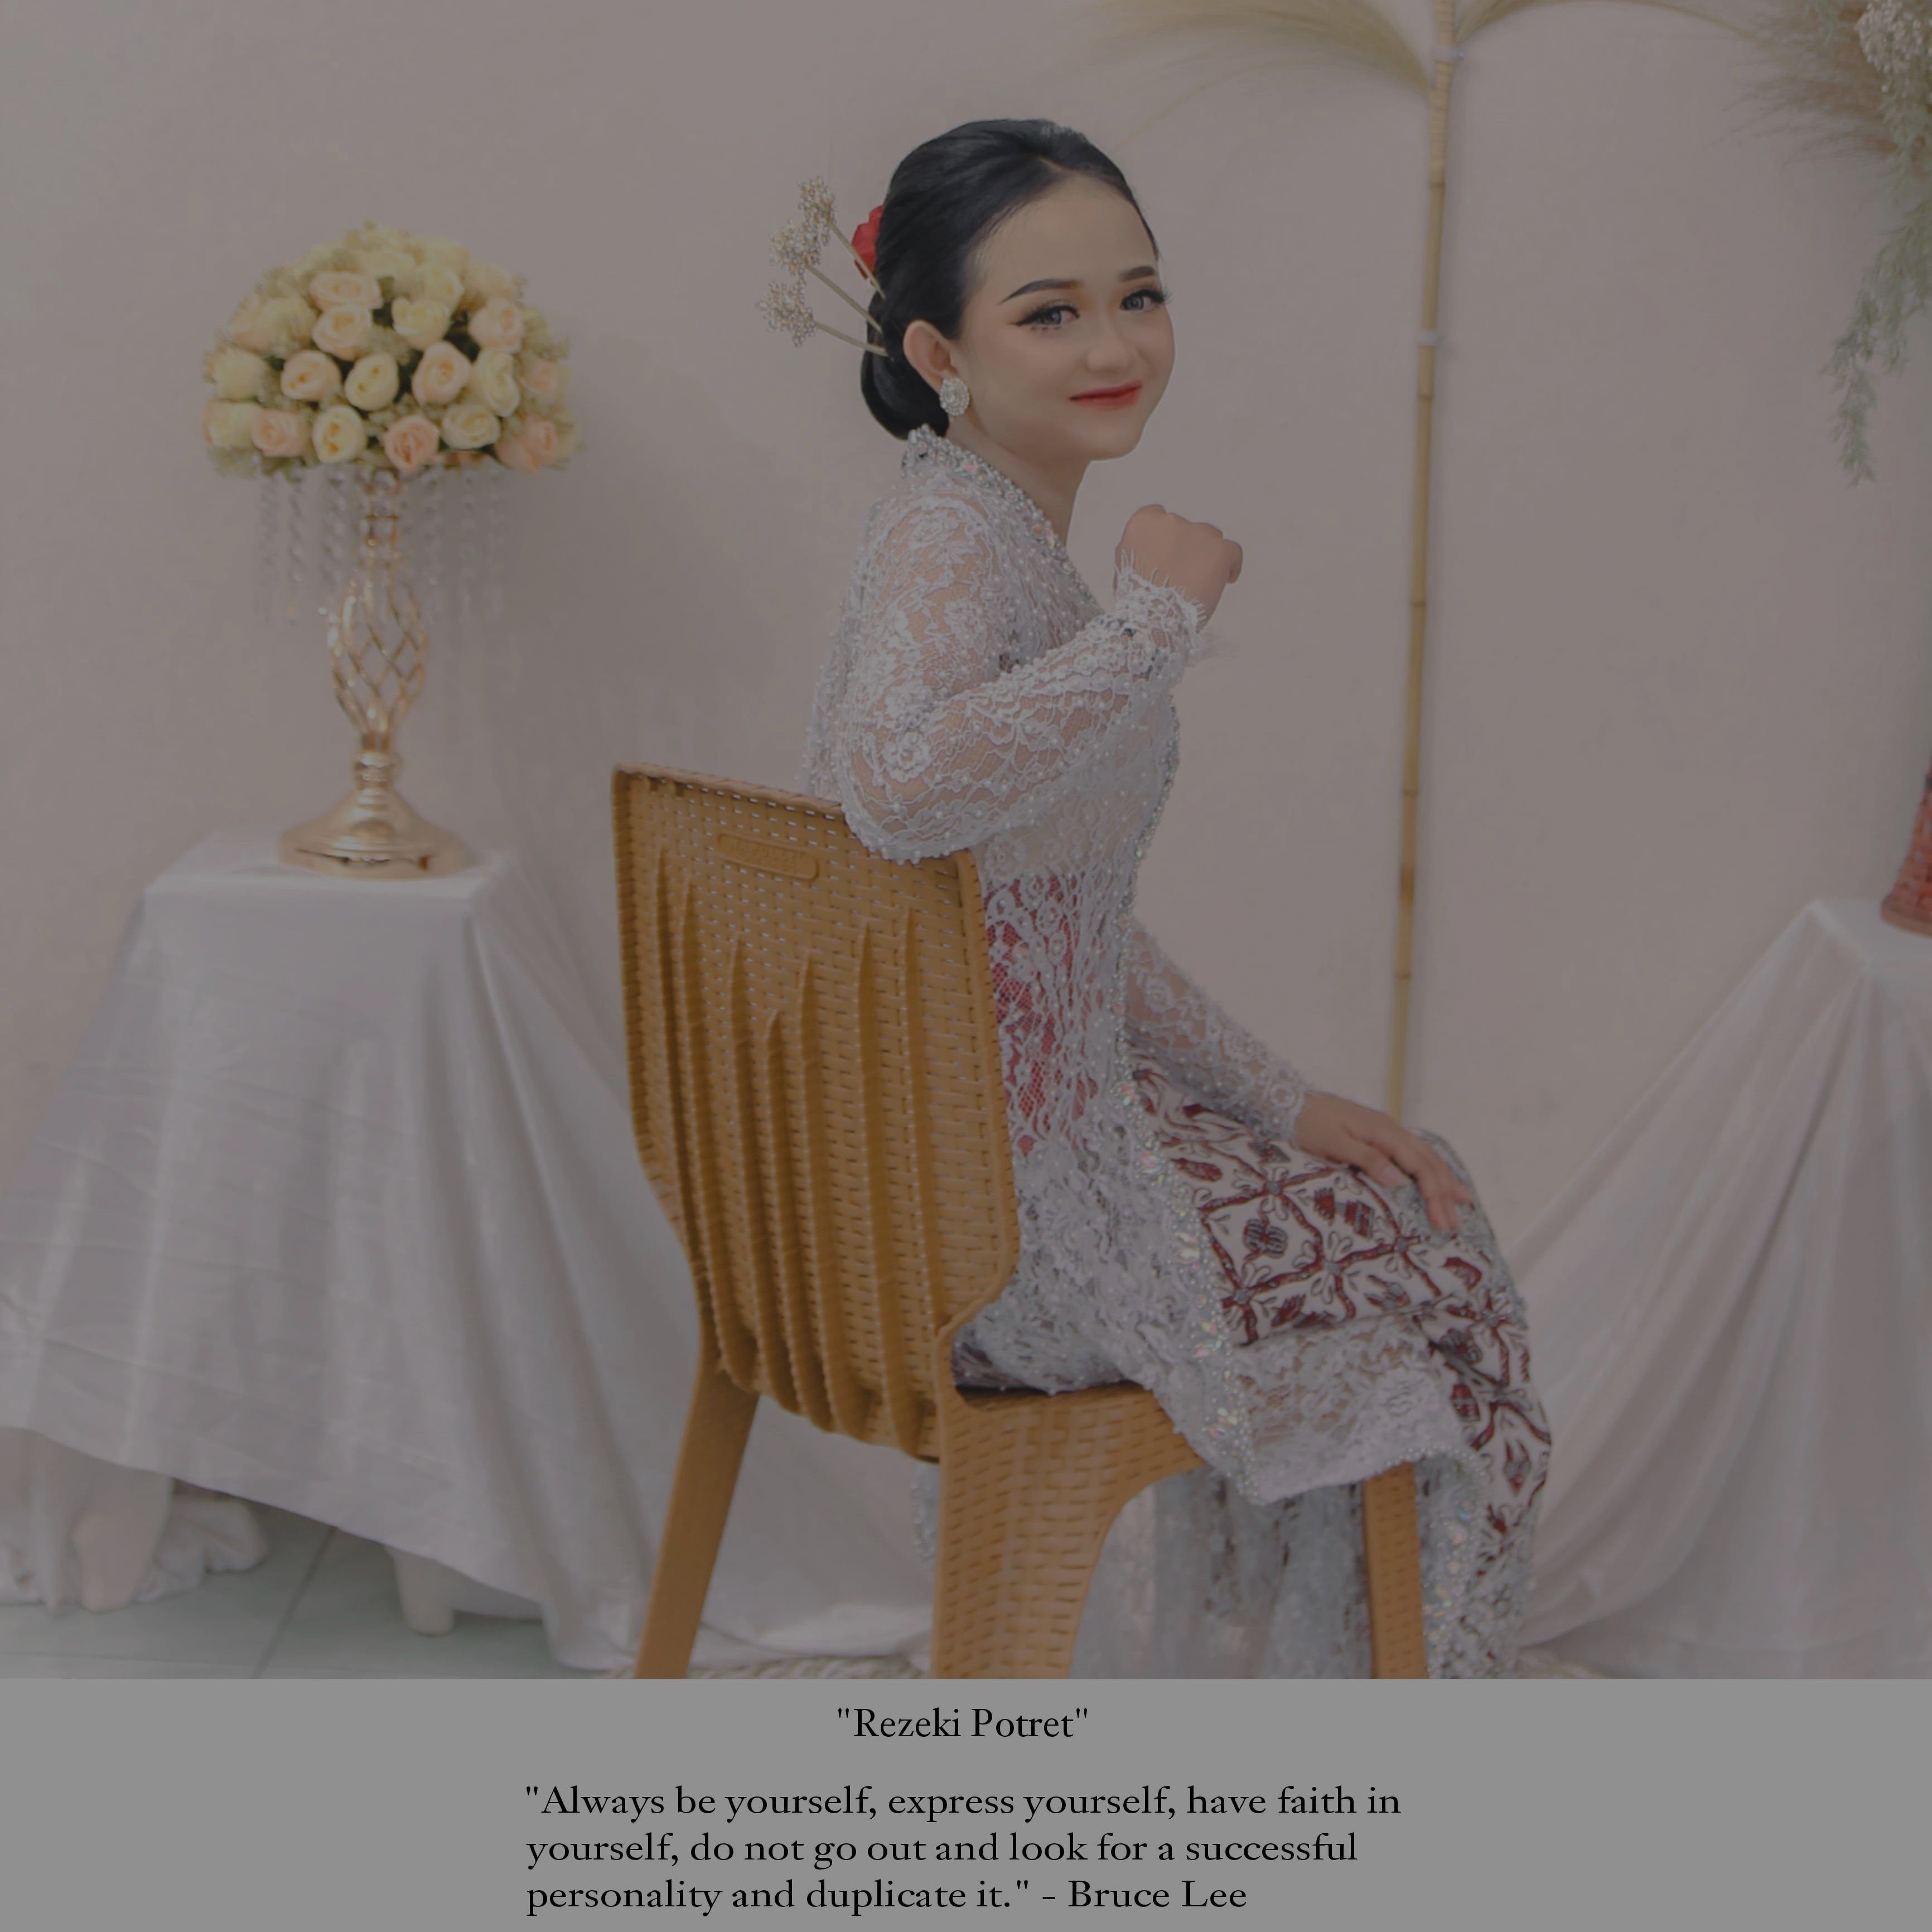 "Rezeki Potret"
"Always be yourself, express yourself, have faith in
yourself, do not go out and look for a successful
personality and duplicate it." - Bruce Lee